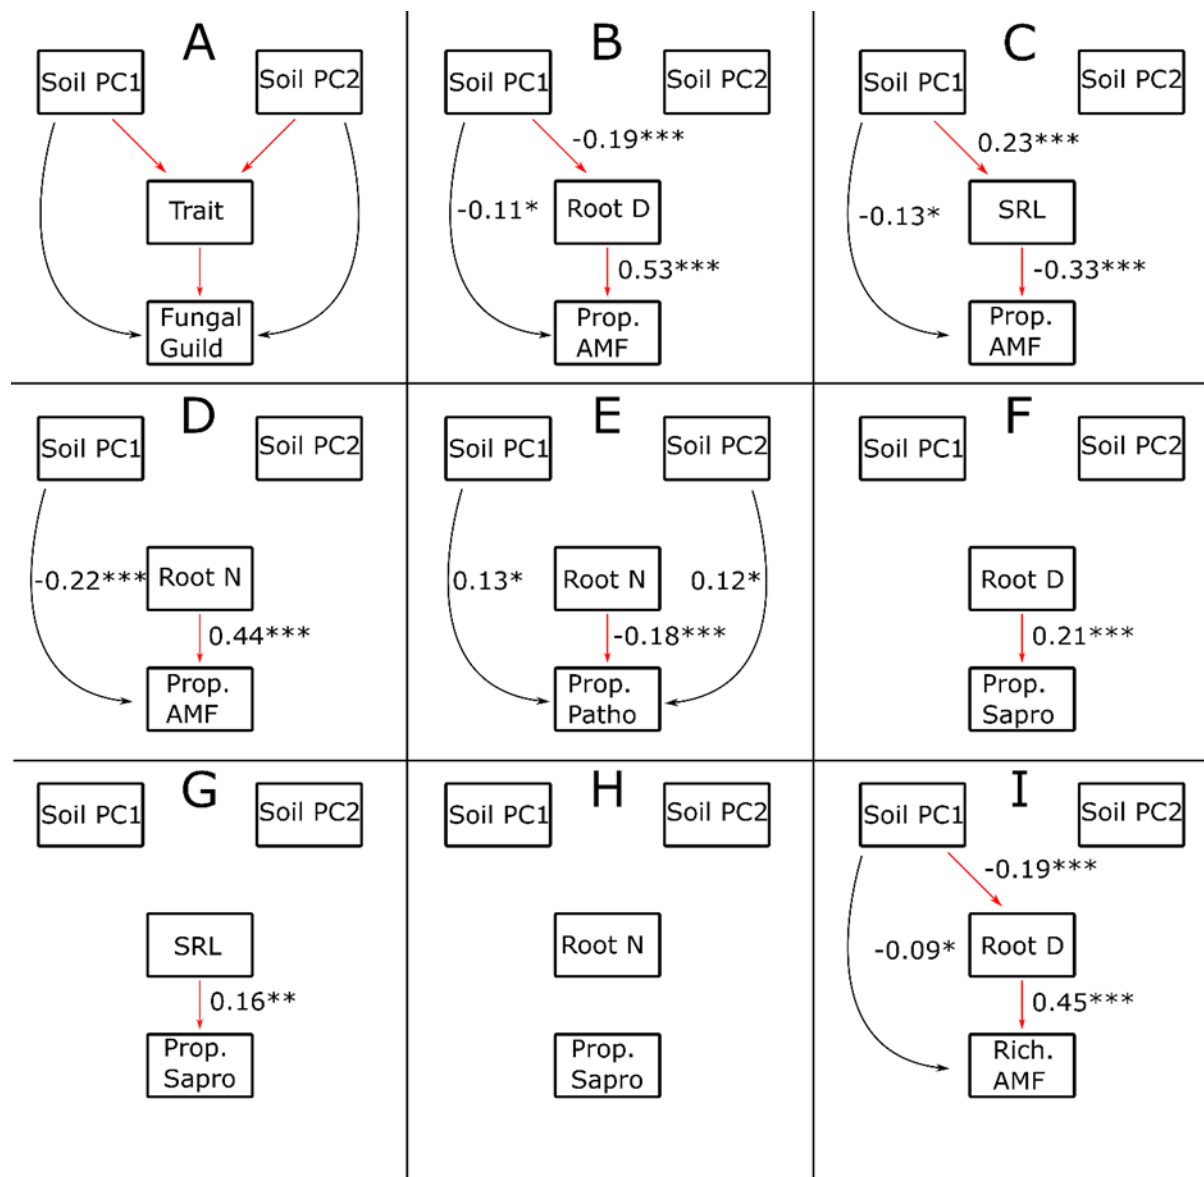 A
Soil PC1
Soil PC2
Trait
Fungal
Guild
B
Soil PC1
Soil PC2
-0.19***
-0.11*
Root D
0.53***
Prop.
AMF
C
Soil PC1
Soil PC2
0.23***
-0.13*
SRL
-0.33***
Prop.
AMF
D
Soil PC1
Soil PC2
-0.22***
Root N
0.44***
Prop.
AMF
E
Soil PC1
Soil PC2
0.13*
Root N
0.12*
-0.18***
Prop.
Patho
F
Soil PC1
Soil PC2
Root D
0.21***
Prop.
Sapro
G
Soil PC1
Soil PC2
SRL
0.16**
Prop.
Sapro
H
Soil PC1
Soil PC2
Root N
Prop.
Sapro
I
Soil PC1
Soil PC2
-0.19***
-0.09*
Root D
0.45***
Rich.
AMF